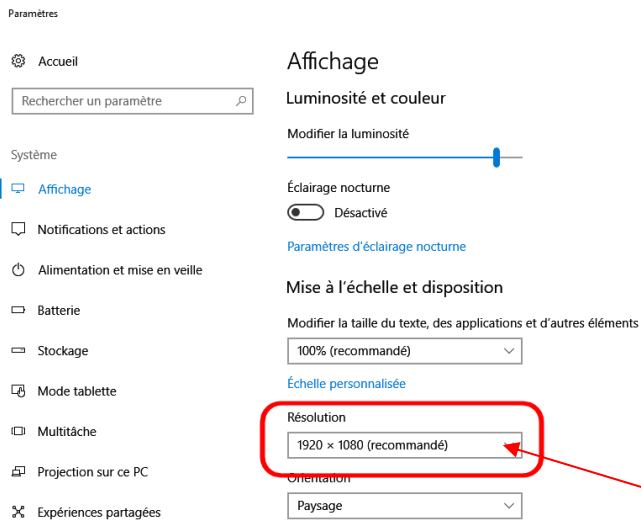 Paramètres
Accueil
Rechercher un paramètre
Système
Affichage
Notifications et actions
Alimentation et mise en veille
Batterie
Stockage
Mode tablette
Multitâche
Projection sur ce PC
Expériences partagées
Affichage
Luminosité et couleur
Modifier la luminosité
Éclairage nocturne
Désactivé
Paramètres d'éclairage nocturne
Mise à l’échelle et disposition
Modifier la taille du texte, des applications et d’autres éléments
100% (recommandé)
Échelle personnalisée
Résolution
1920 × 1080 (recommandé)
Orientation
Paysage